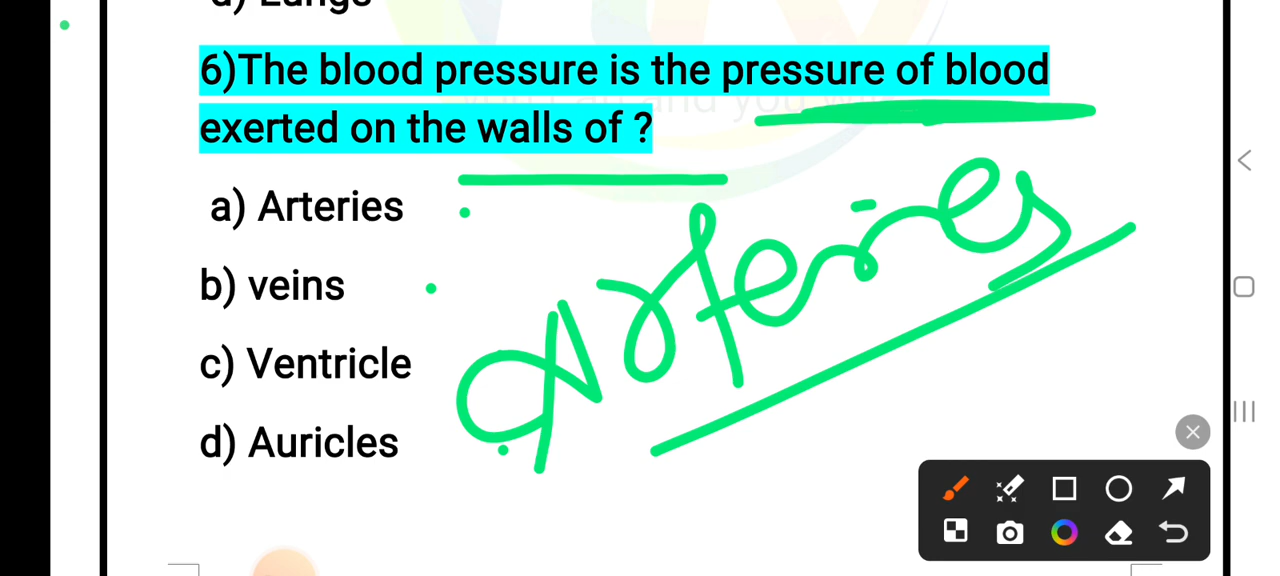 d) Lungs
6)The blood pressure is the pressure of blood
exerted on the walls of ?
a) Arteries
b) veins
c) Ventricle
d) Auricles
Arteries